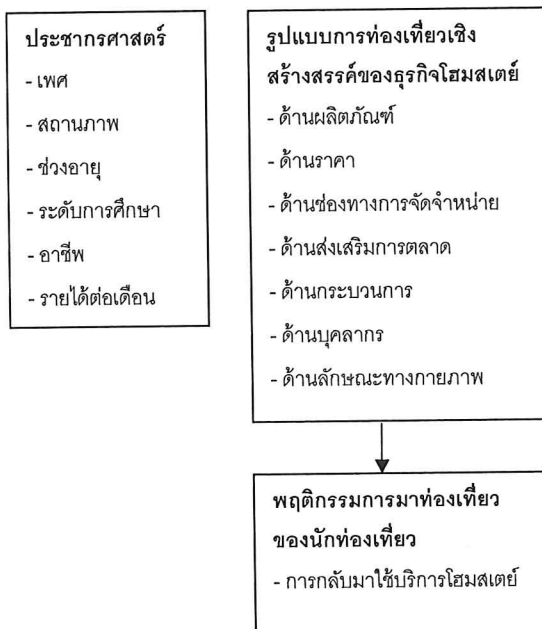 ประชากรศาสตร์
- เพศ
- สถานภาพ
- ช่วงอายุ
- ระดับการศึกษา
- อาชีพ
- รายได้ต่อเดือน
รูปแบบการท่องเที่ยวเชิง
สร้างสรรค์ของธุรกิจโฮมสเตย์
- ด้านผลิตภัณฑ์
- ด้านราคา
- ด้านช่องทางการจัดจำหน่าย
- ด้านส่งเสริมการตลาด
- ด้านกระบวนการ
- ด้านบุคลากร
- ด้านลักษณะทางกายภาพ
พฤติกรรมการมาท่องเที่ยว
ของนักท่องเที่ยว
- การกลับมาใช้บริการโฮมสเตย์